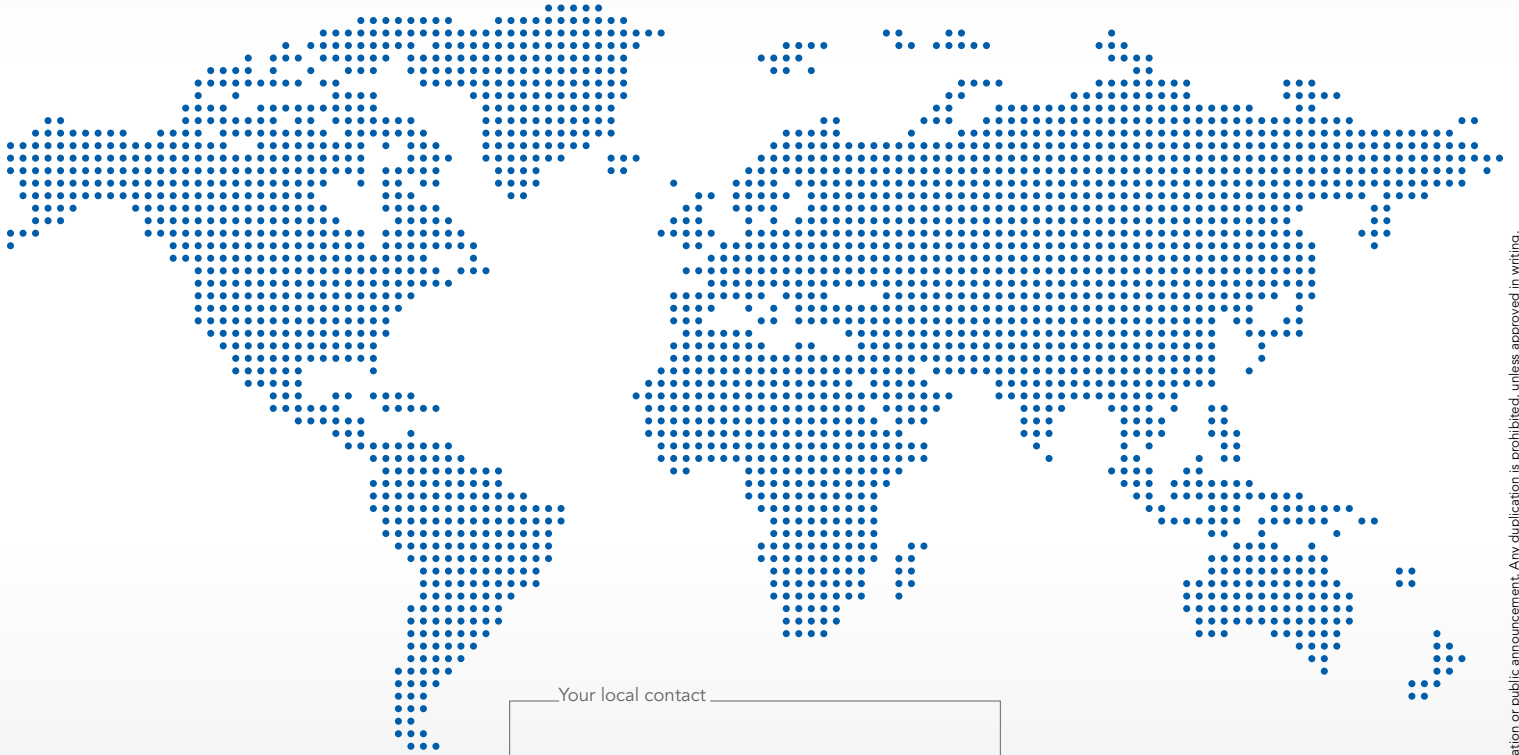 Your local contact
ation or public announcement. Any duplication is prohibited, unless approved in writing.